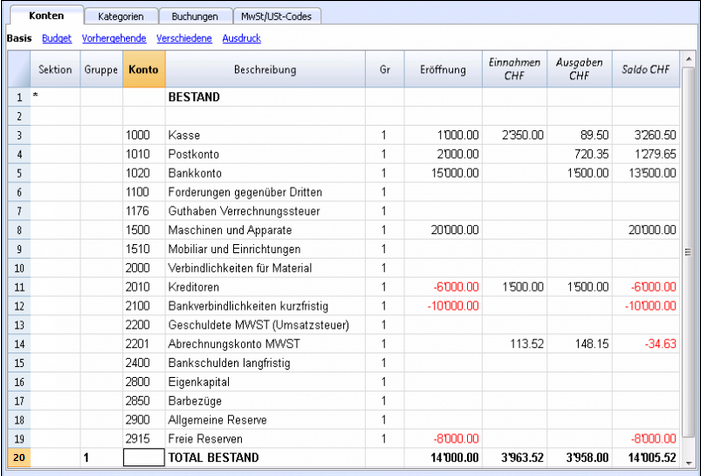 Konten Kategorien Buchungen MwSt/USt-Codes
Basis Budget Vorhergehende Verschiedene Ausdruck
Sektion Gruppe Konto Beschreibung Gr Eröffnung Einnahmen CHF Ausgaben CHF Saldo CHF
1 * BESTAND
2
3 1000 Kasse 1 1'000.00 2'350.00 89.50 3'260.50
4 1010 Postkonto 1 2'000.00 720.35 1'279.65
5 1020 Bankkonto 1 15'000.00 1'500.00 13'500.00
6 1100 Forderungen gegenüber Dritten 1
7 1176 Guthaben Verrechnungssteuer 1
8 1500 Maschinen und Apparate 1 20'000.00 20'000.00
9 1510 Mobiliar und Einrichtungen 1
10 2000 Verbindlichkeiten für Material 1
11 2010 Kreditoren 1 -6'000.00 1'500.00 1'500.00 -6'000.00
12 2100 Bankverbindlichkeiten kurzfristig 1 -10'000.00 -10'000.00
13 2200 Geschuldete MWST (Umsatzsteuer) 1
14 2201 Abrechnungskonto MWST 1 113.52 148.15 -34.63
15 2400 Bankschulden langfristig 1
16 2800 Eigenkapital 1
17 2850 Barbezüge 1
18 2900 Allgemeine Reserve 1
19 2915 Freie Reserven 1 -8'000.00 -8'000.00
20 1 TOTAL BESTAND 14'000.00 3'963.52 3'958.00 14'005.52